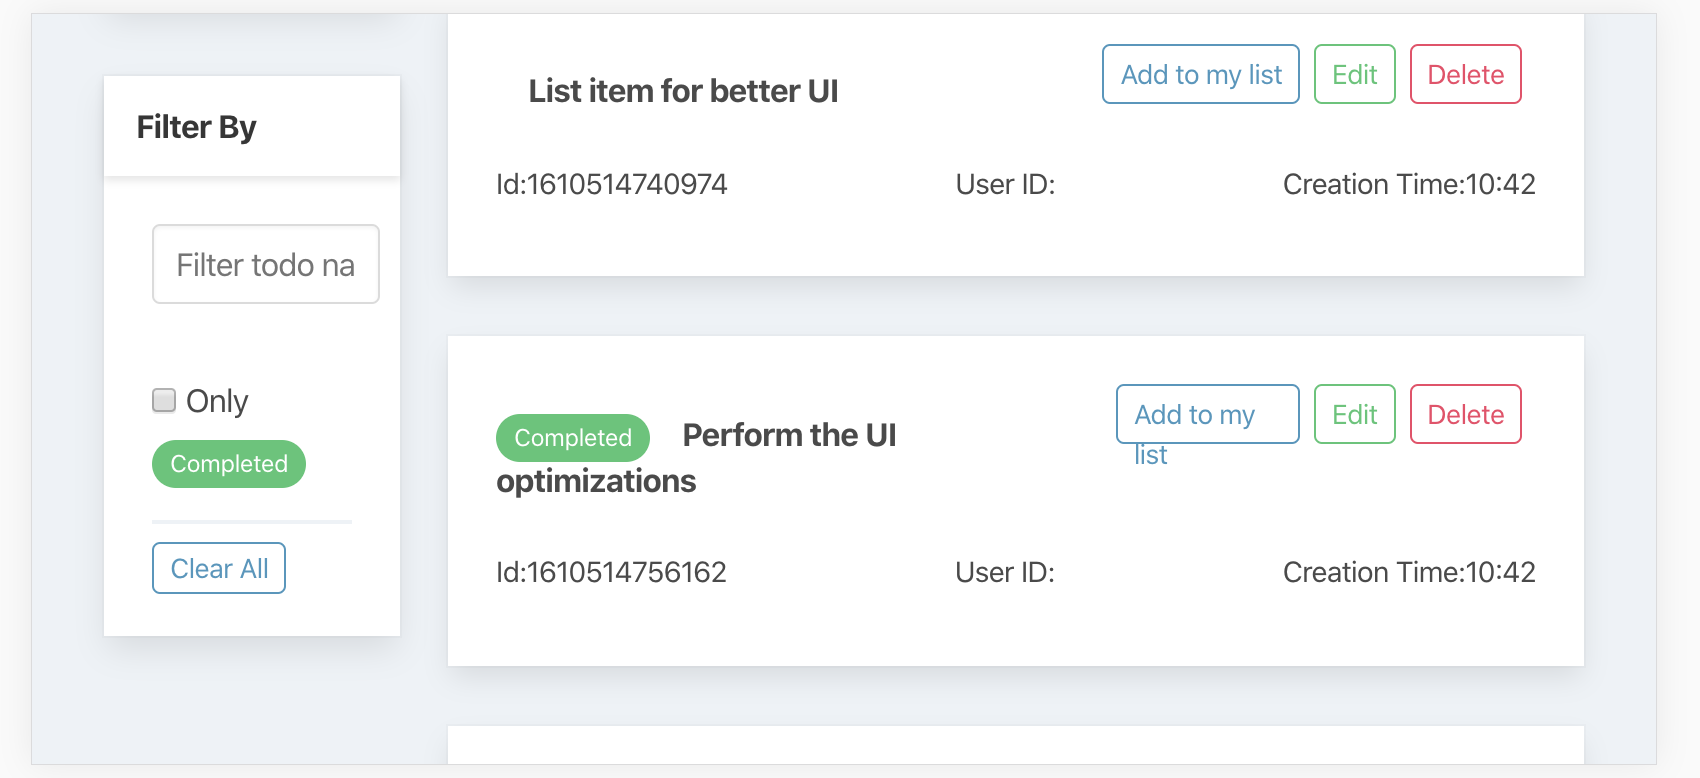 Filter By
Filter todo na
Only
Completed
Clear All
List item for better UI
Add to my list
Edit
Delete
Id:1610514740974
User ID:
Creation Time:10:42
Completed
Perform the UI
optimizations
Add to my
list
Edit
Delete
Id:1610514756162
User ID:
Creation Time:10:42